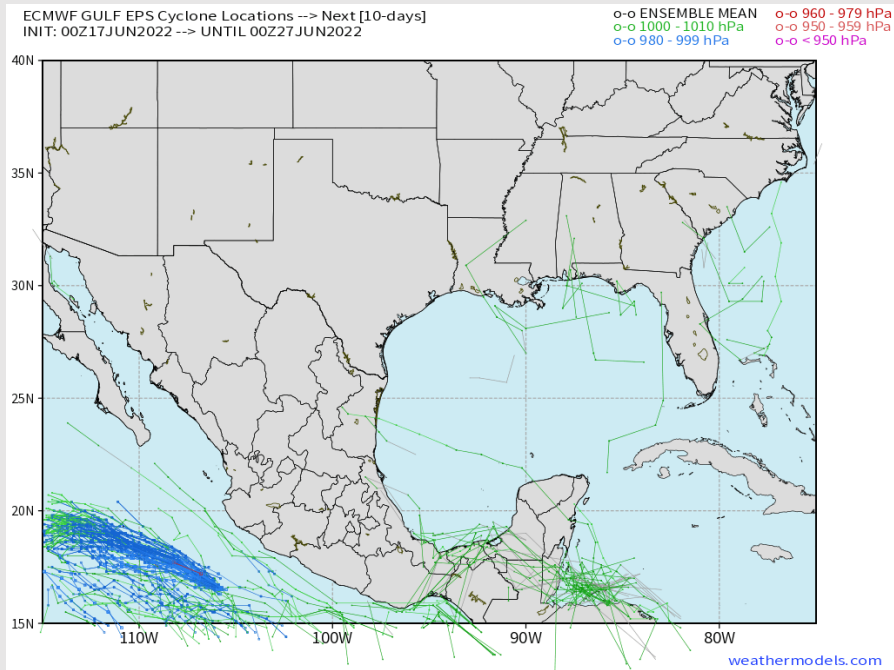 ECMWF GULF EPS Cyclone Locations --> Next [10-days]
INIT: 00Z17JUN2022 --> UNTIL 00Z27JUN2022
o-o ENSEMBLE MEAN
o-o 1000 - 1010 hPa
o-o 980 - 999 hPa
o-o 960 - 979 hPa
o-o 950 - 959 hPa
o-o < 950 hPa
40N
35N
30N
25N
20N
15N
110W
100W
90W
80W
weathermodels.com